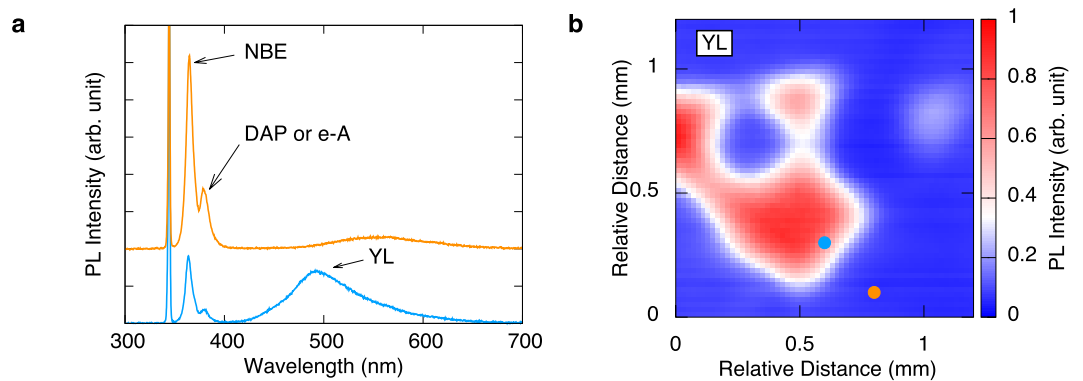 a
NBE
DAP or e-A
YL
PL Intensity (arb. unit)
300 400 500 600 700
Wavelength (nm)
b
YL
1
0.5
0
Relative Distance (mm)
0 0.5 1
Relative Distance (mm)
1
0.8
0.6
0.4
0.2
0
PL Intensity (arb. unit)